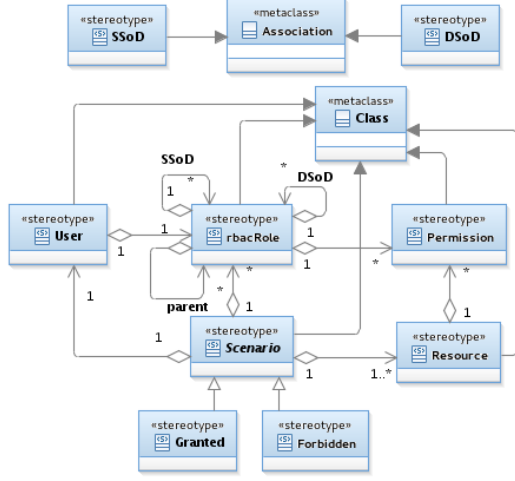 «stereotype»
SSoD
«metaclass»
Association
«stereotype»
DSoD
«metaclass»
Class
SSoD
*
1
*
DSoD
1
«stereotype»
User
1
1
«stereotype»
rbacRole
1
*
«stereotype»
Permission
parent
*
*
1
*
1
1
«stereotype»
Scenario
1
1..*
1
«stereotype»
Resource
«stereotype»
Granted
«stereotype»
Forbidden